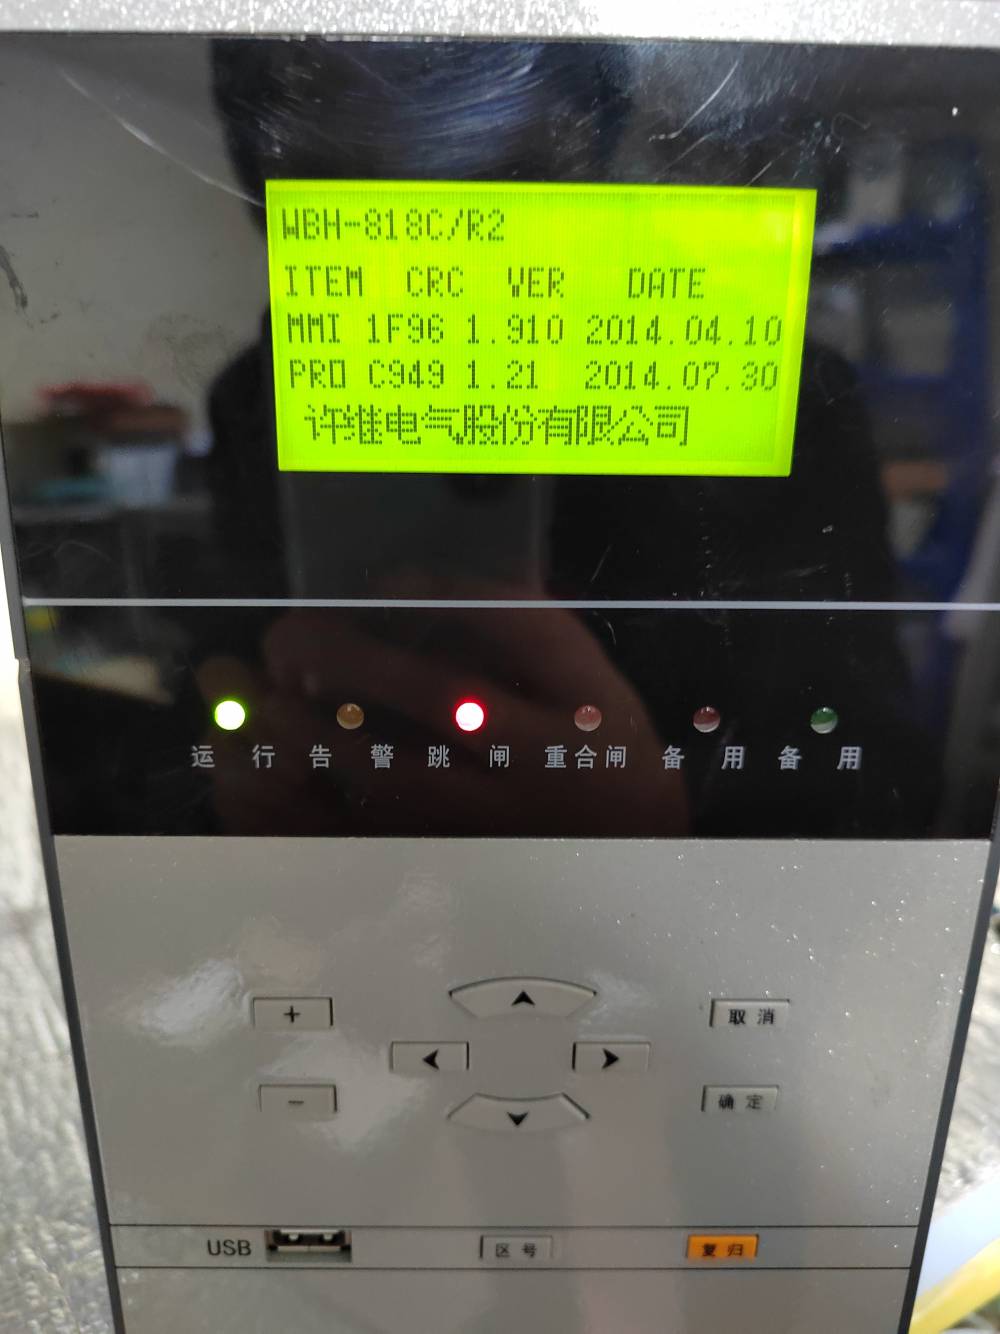 WBH-818C/R2
ITEM CRC VER DATE
MMI 1F96 1.910 2014.04.10
PRO C949 1.21 2014.07.30
许继电气股份有限公司
运行 告警 跳闸 重合闸 备用 备用
+
取消
-
确定
USB 区号 复归